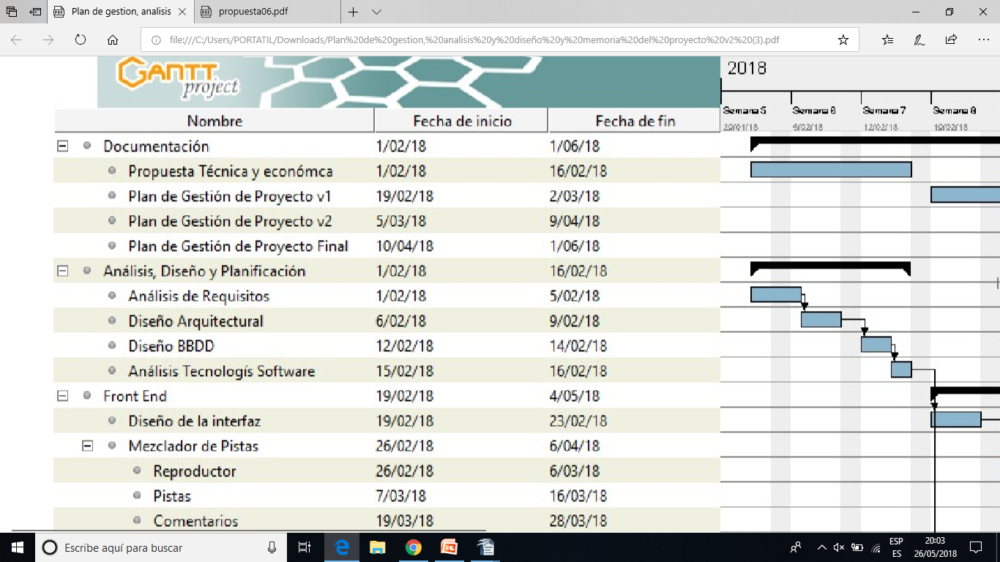 Plan de gestion, analisis
propuesta06.pdf
file:///C:/Users/PORTATIL/Downloads/Plan%20de%20gestion,%20analisis%20y%20diseño%20y%20memoria%20del%20proyecto%20v2%20(3).pdf
GANTT
project
2018
Semana 5 Semana 6 Semana 7 Semana 8
29/01/18 5/02/18 12/02/18 19/02/18
Nombre Fecha de inicio Fecha de fin
Documentación 1/02/18 1/06/18
Propuesta Técnica y económca 1/02/18 16/02/18
Plan de Gestión de Proyecto v1 19/02/18 2/03/18
Plan de Gestión de Proyecto v2 5/03/18 9/04/18
Plan de Gestión de Proyecto Final 10/04/18 1/06/18
Análisis, Diseño y Planificación 1/02/18 16/02/18
Análisis de Requisitos 1/02/18 5/02/18
Diseño Arquitectural 6/02/18 9/02/18
Diseño BBDD 12/02/18 14/02/18
Análisis Tecnologís Software 15/02/18 16/02/18
Front End 19/02/18 4/05/18
Diseño de la interfaz 19/02/18 23/02/18
Mezclador de Pistas 26/02/18 6/04/18
Reproductor 26/02/18 6/03/18
Pistas 7/03/18 16/03/18
Comentarios 19/03/18 28/03/18
Escribe aquí para buscar
ESP
ES
20:03
26/05/2018